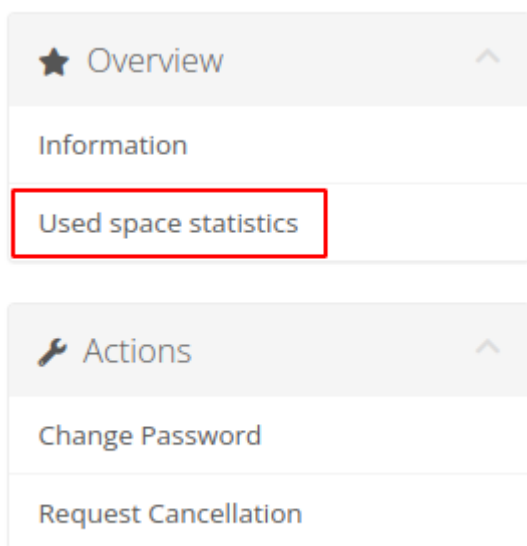 Overview
Information
Used space statistics
Actions
Change Password
Request Cancellation